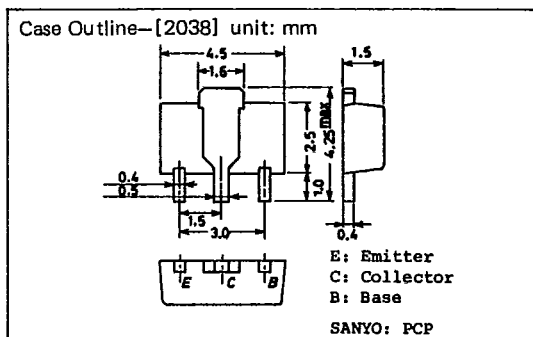 Case Outline—[2038] unit: mm
4.5
1.6
1.5
2.5
4.25max
1.0
0.4
0.5
1.5
3.0
0.4
E C B
E: Emitter
C: Collector
B: Base
SANYO: PCP